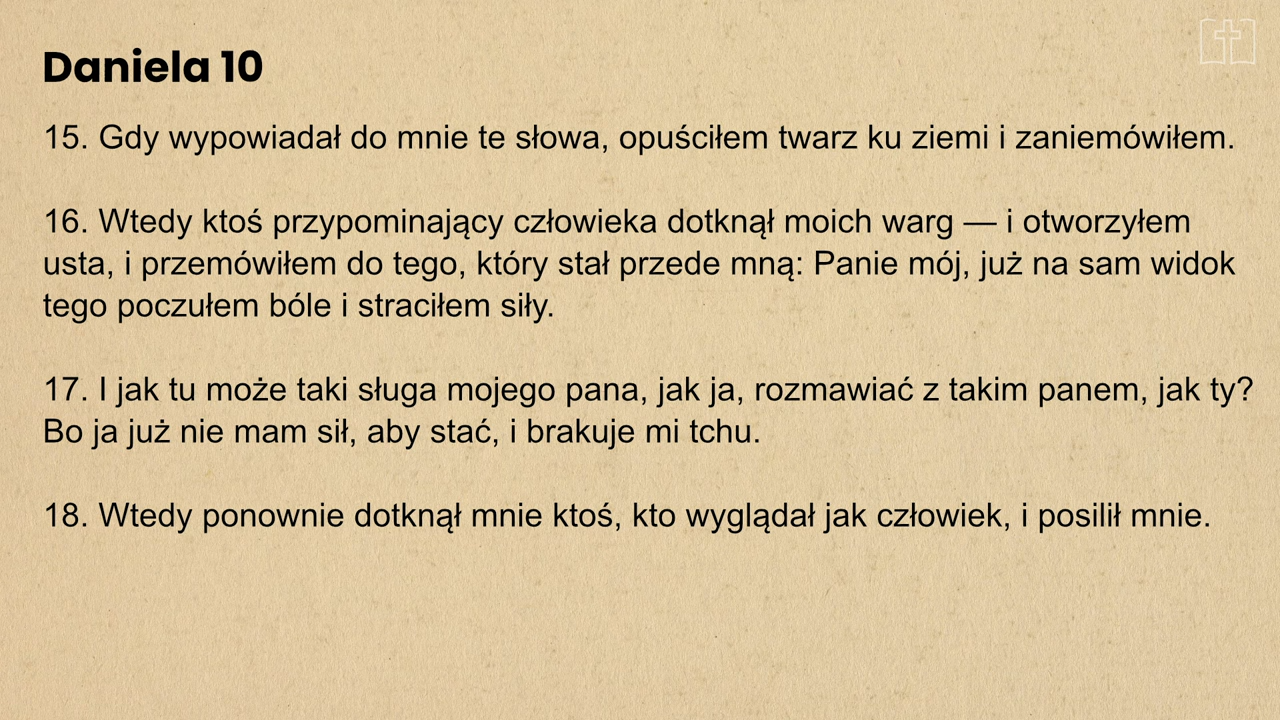 Daniela 10
15. Gdy wypowiadał do mnie te słowa, opuściłem twarz ku ziemi i zaniemówiłem.
16. Wtedy ktoś przypominający człowieka dotknął moich warg — i otworzyłem
usta, i przemówiłem do tego, który stał przede mną: Panie mój, już na sam widok
tego poczułem bóle i straciłem siły.
17. I jak tu może taki sługa mojego pana, jak ja, rozmawiać z takim panem, jak ty?
Bo ja już nie mam sił, aby stać, i brakuje mi tchu.
18. Wtedy ponownie dotknął mnie ktoś, kto wyglądał jak człowiek, i posilił mnie.